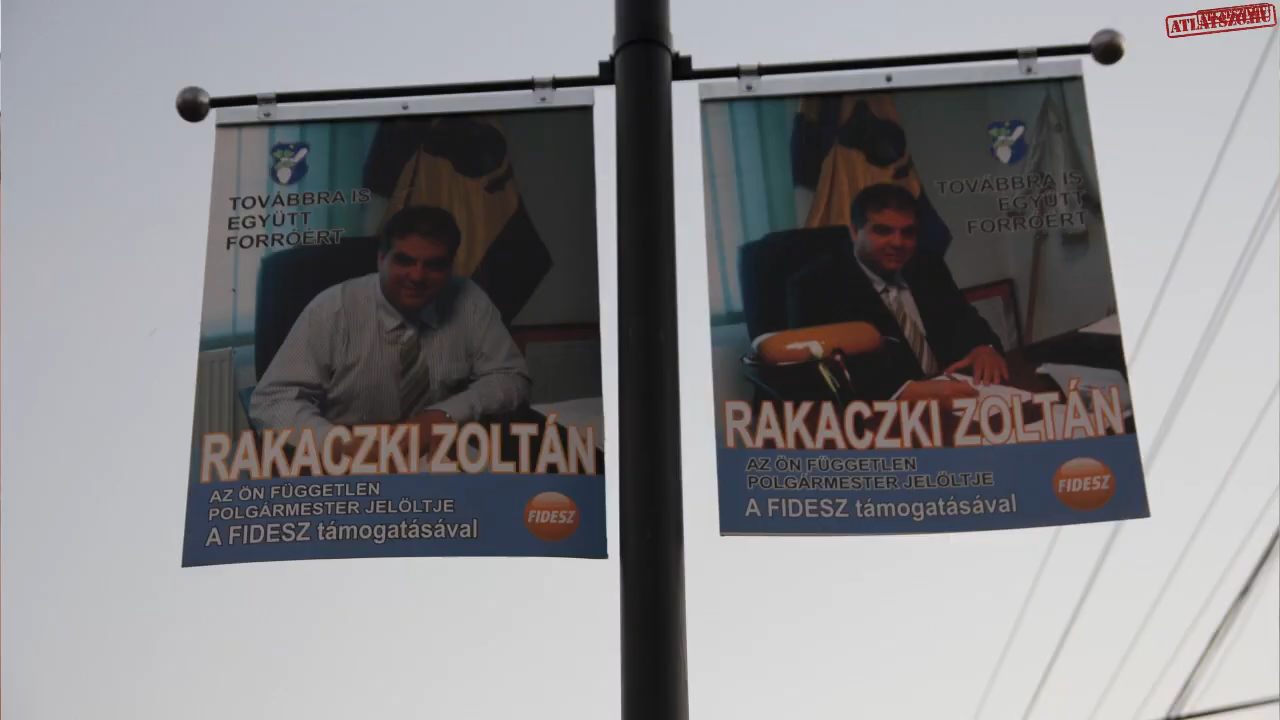 ATLATSZO.HU
TOVÁBBRA IS
EGYÜTT
FORRÓÉRT
RAKACZKI ZOLTÁN
AZ ÖN FÜGGETLEN
POLGÁRMESTER JELÖLTJE
A FIDESZ támogatásával
FIDESZ
TOVÁBBRA IS
EGYÜTT
FORRÓÉRT
RAKACZKI ZOLTÁN
AZ ÖN FÜGGETLEN
POLGÁRMESTER JELÖLTJE
A FIDESZ támogatásával
FIDESZ